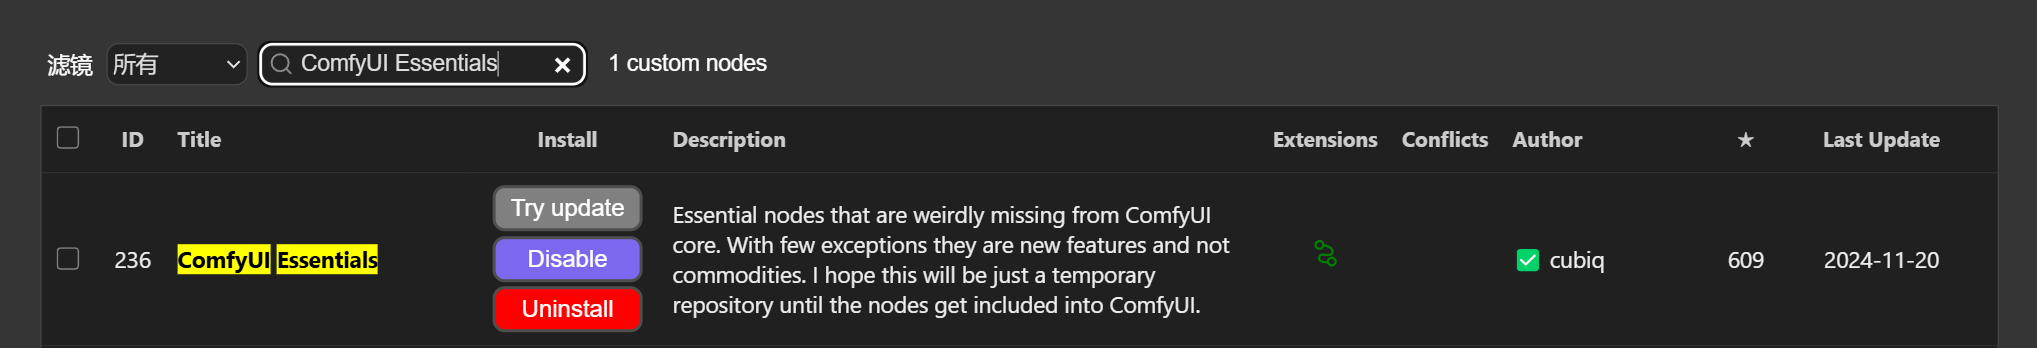 滤镜 所有 ComfyUI Essentials 1 custom nodes
ID Title Install Description Extensions Conflicts Author ★ Last Update
Try update
Disable
Uninstall
236 ComfyUI Essentials
Essential nodes that are weirdly missing from ComfyUI
core. With few exceptions they are new features and not
commodities. I hope this will be just a temporary
repository until the nodes get included into ComfyUI.
cubiq 609 2024-11-20